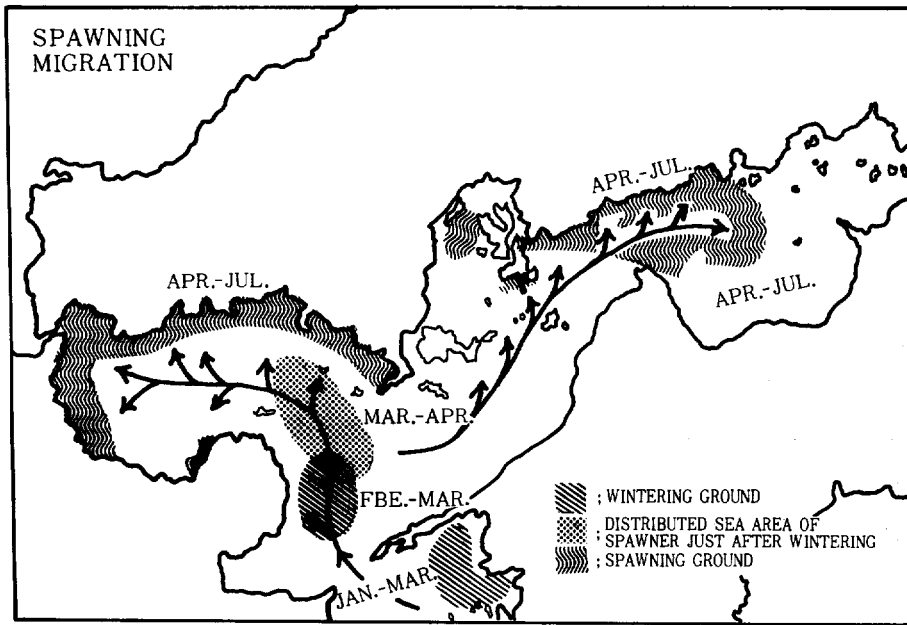 SPAWNING
MIGRATION
APR.-JUL.
APR.-JUL.
APR.-JUL.
MAR.-APR.
FBE.-MAR.
JAN.-MAR.
; WINTERING GROUND
; DISTRIBUTED SEA AREA OF
SPAWNER JUST AFTER WINTERING
; SPAWNING GROUND